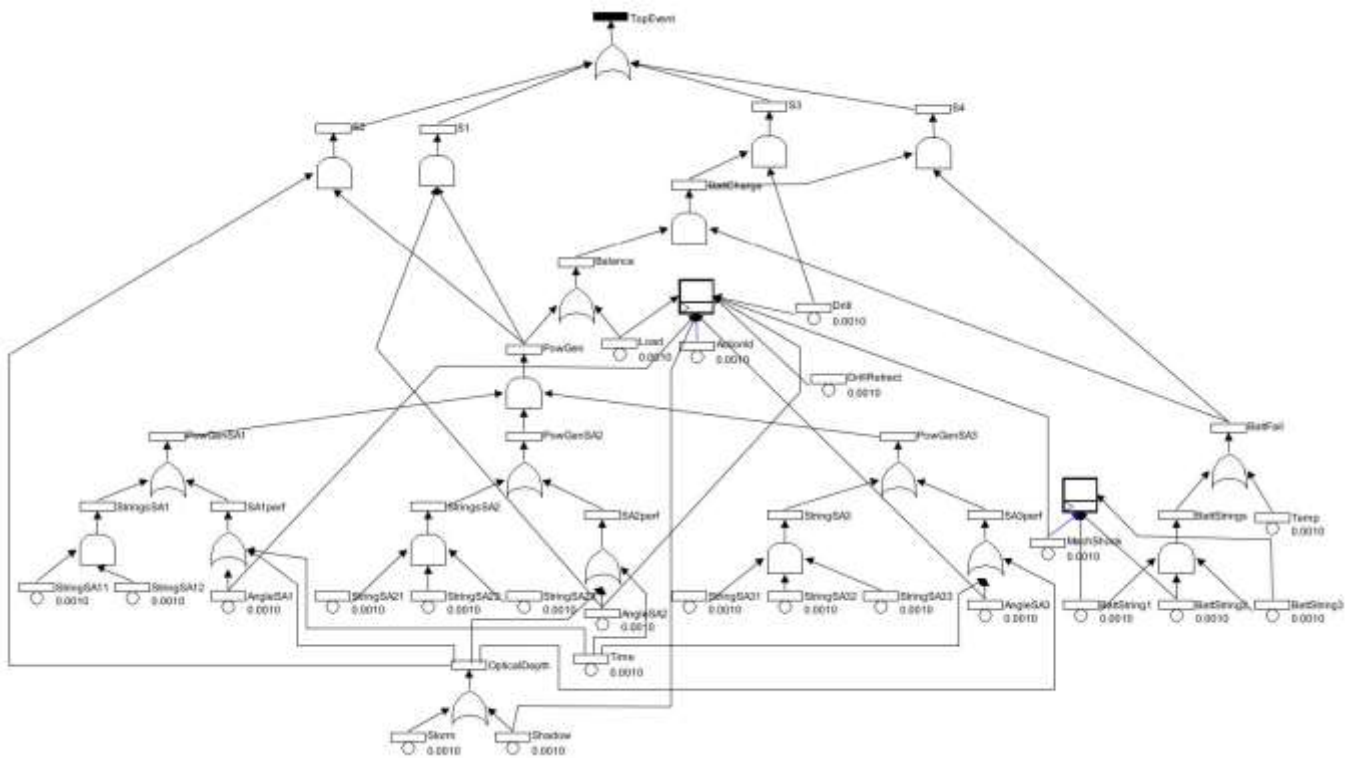 TopEvent
S3
S4
S2
S1
BattCharge
Balance
Drill
0.0010
Load
0.0010
ActionId
0.0010
PowGen
DrillRetract
0.0010
BattFail
PowGenSA1
PowGenSA2
PowGenSA3
StringsSA1
SA1perf
StringsSA2
SA2perf
StringSA3
SA3perf
BattStrings
Temp
0.0010
MechShock
0.0010
StringSA11
0.0010
StringSA12
0.0010
AngleSA1
0.0010
StringSA21
0.0010
StringSA22
0.0010
0.0010
AngleSA2
0.0010
StringSA31
0.0010
StringSA32
0.0010
StringSA33
0.0010
AngleSA3
0.0010
BattString1
0.0010
BattString2
0.0010
BattString3
0.0010
Time
0.0010
OpticalDepth
Storm
0.0010
Shadow
0.0010